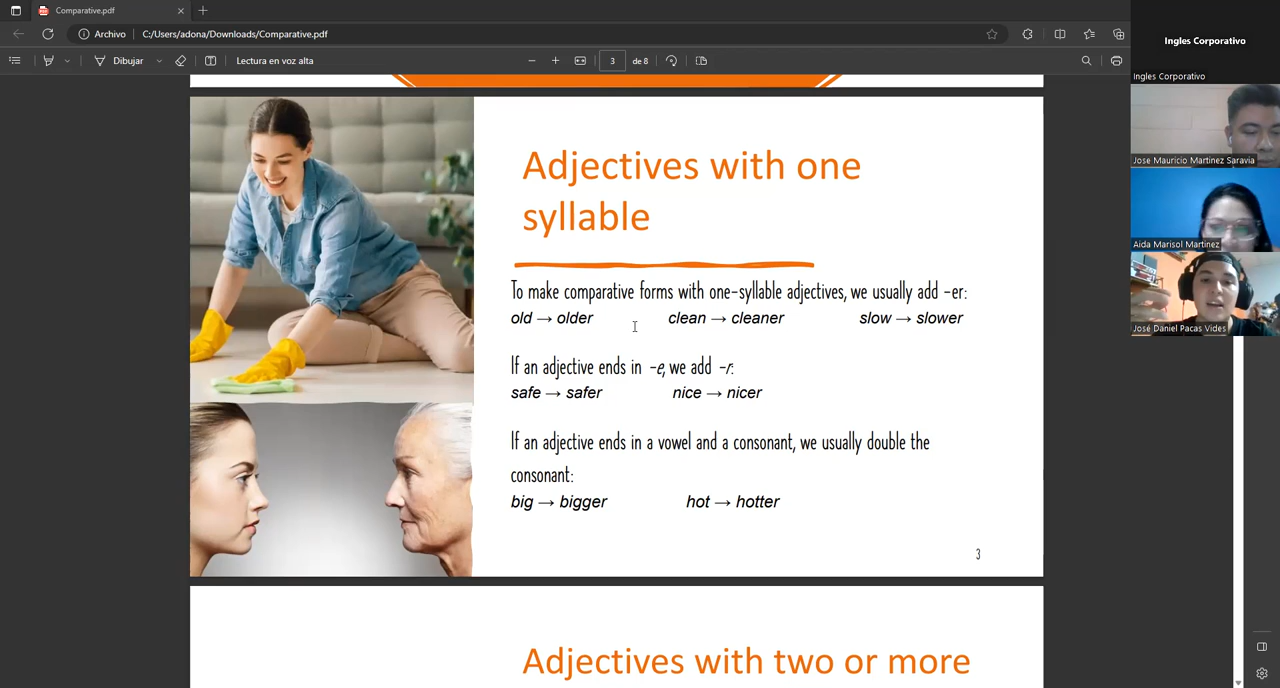 Comparative.pdf
Archivo
C:/Users/adona/Downloads/Comparative.pdf
Dibujar
Lectura en voz alta
3
de 8
Adjectives with one
syllable
To make comparative forms with one-syllable adjectives, we usually add -er:
old → older clean → cleaner slow → slower
If an adjective ends in -e, we add -r:
safe → safer nice → nicer
If an adjective ends in a vowel and a consonant, we usually double the
consonant:
big → bigger hot → hotter
3
Adjectives with two or more
Ingles Corporativo
Ingles Corporativo
Jose Mauricio Martinez Saravia
Aida Marisol Martinez
José Daniel Pacas Vides